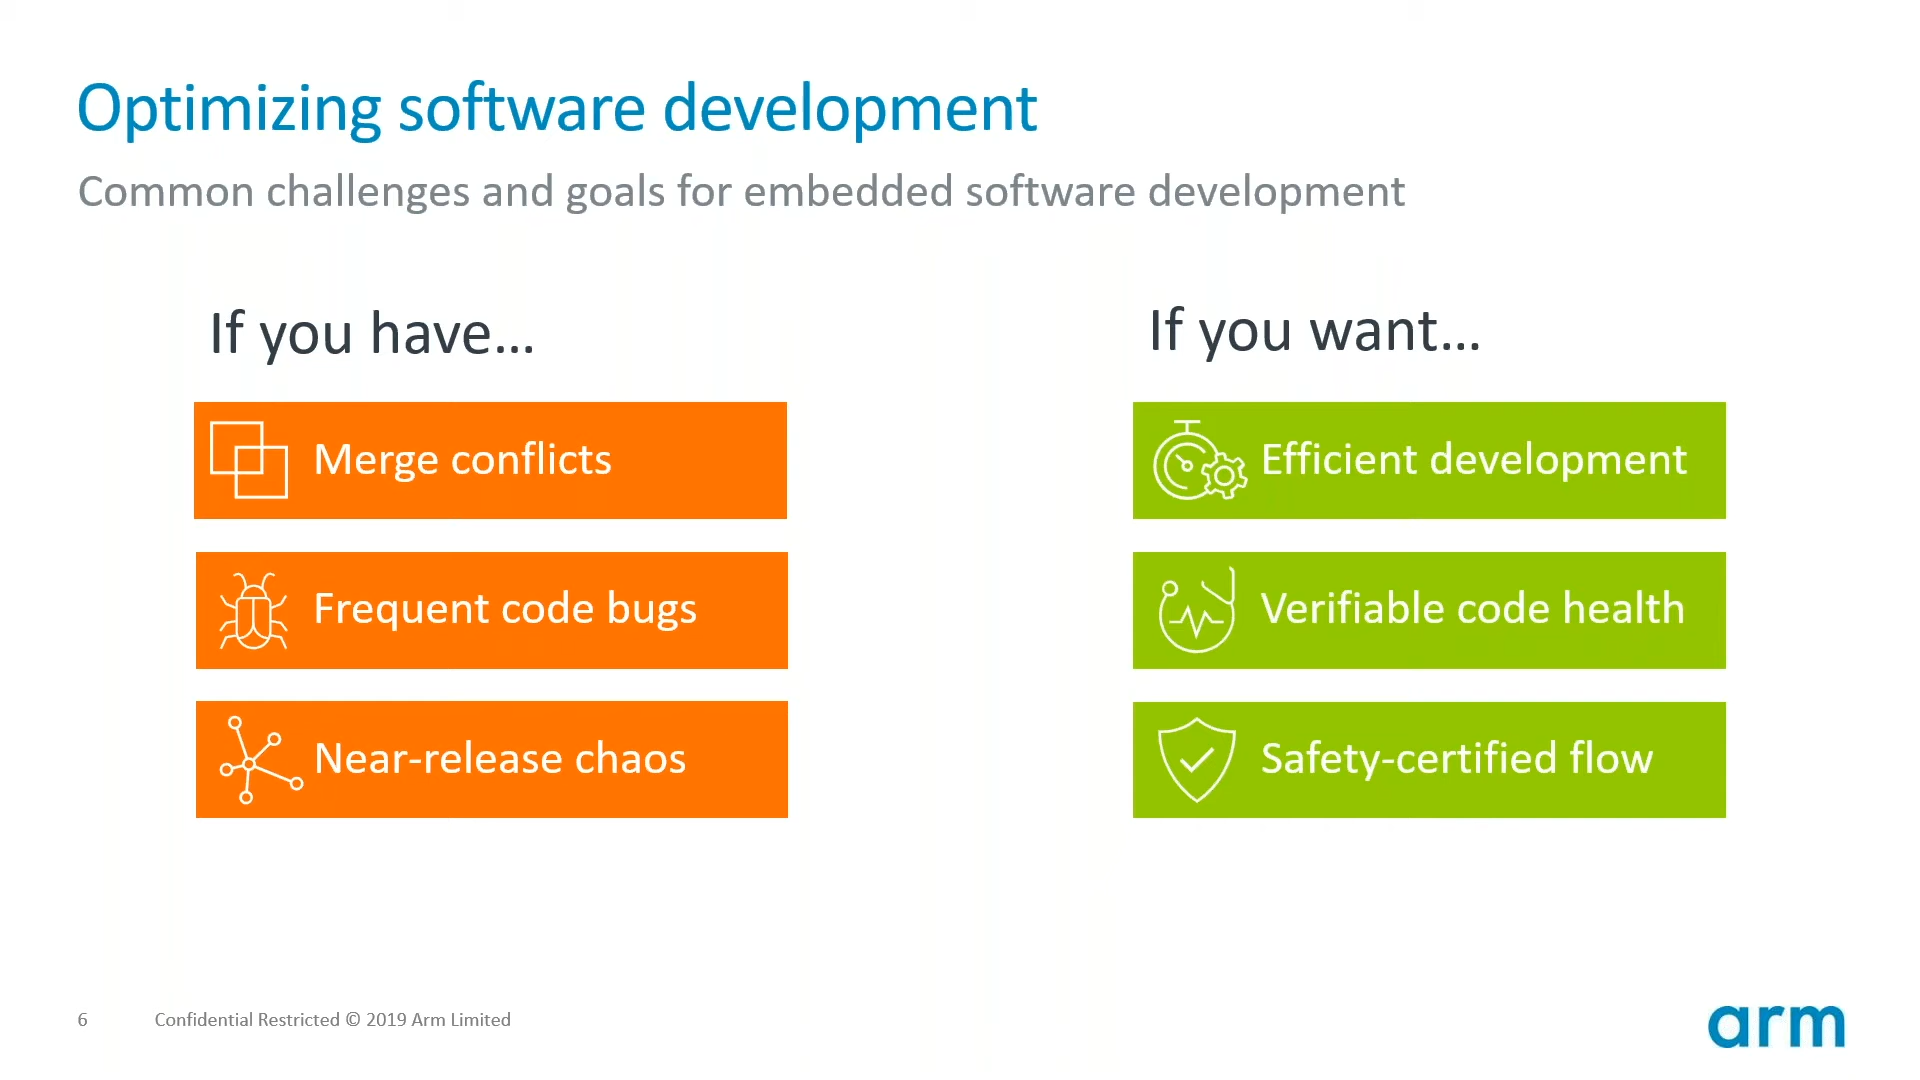 Optimizing software development
Common challenges and goals for embedded software development
If you have…
Merge conflicts
Frequent code bugs
Near-release chaos
If you want…
Efficient development
Verifiable code health
Safety-certified flow
6
Confidential Restricted © 2019 Arm Limited
arm